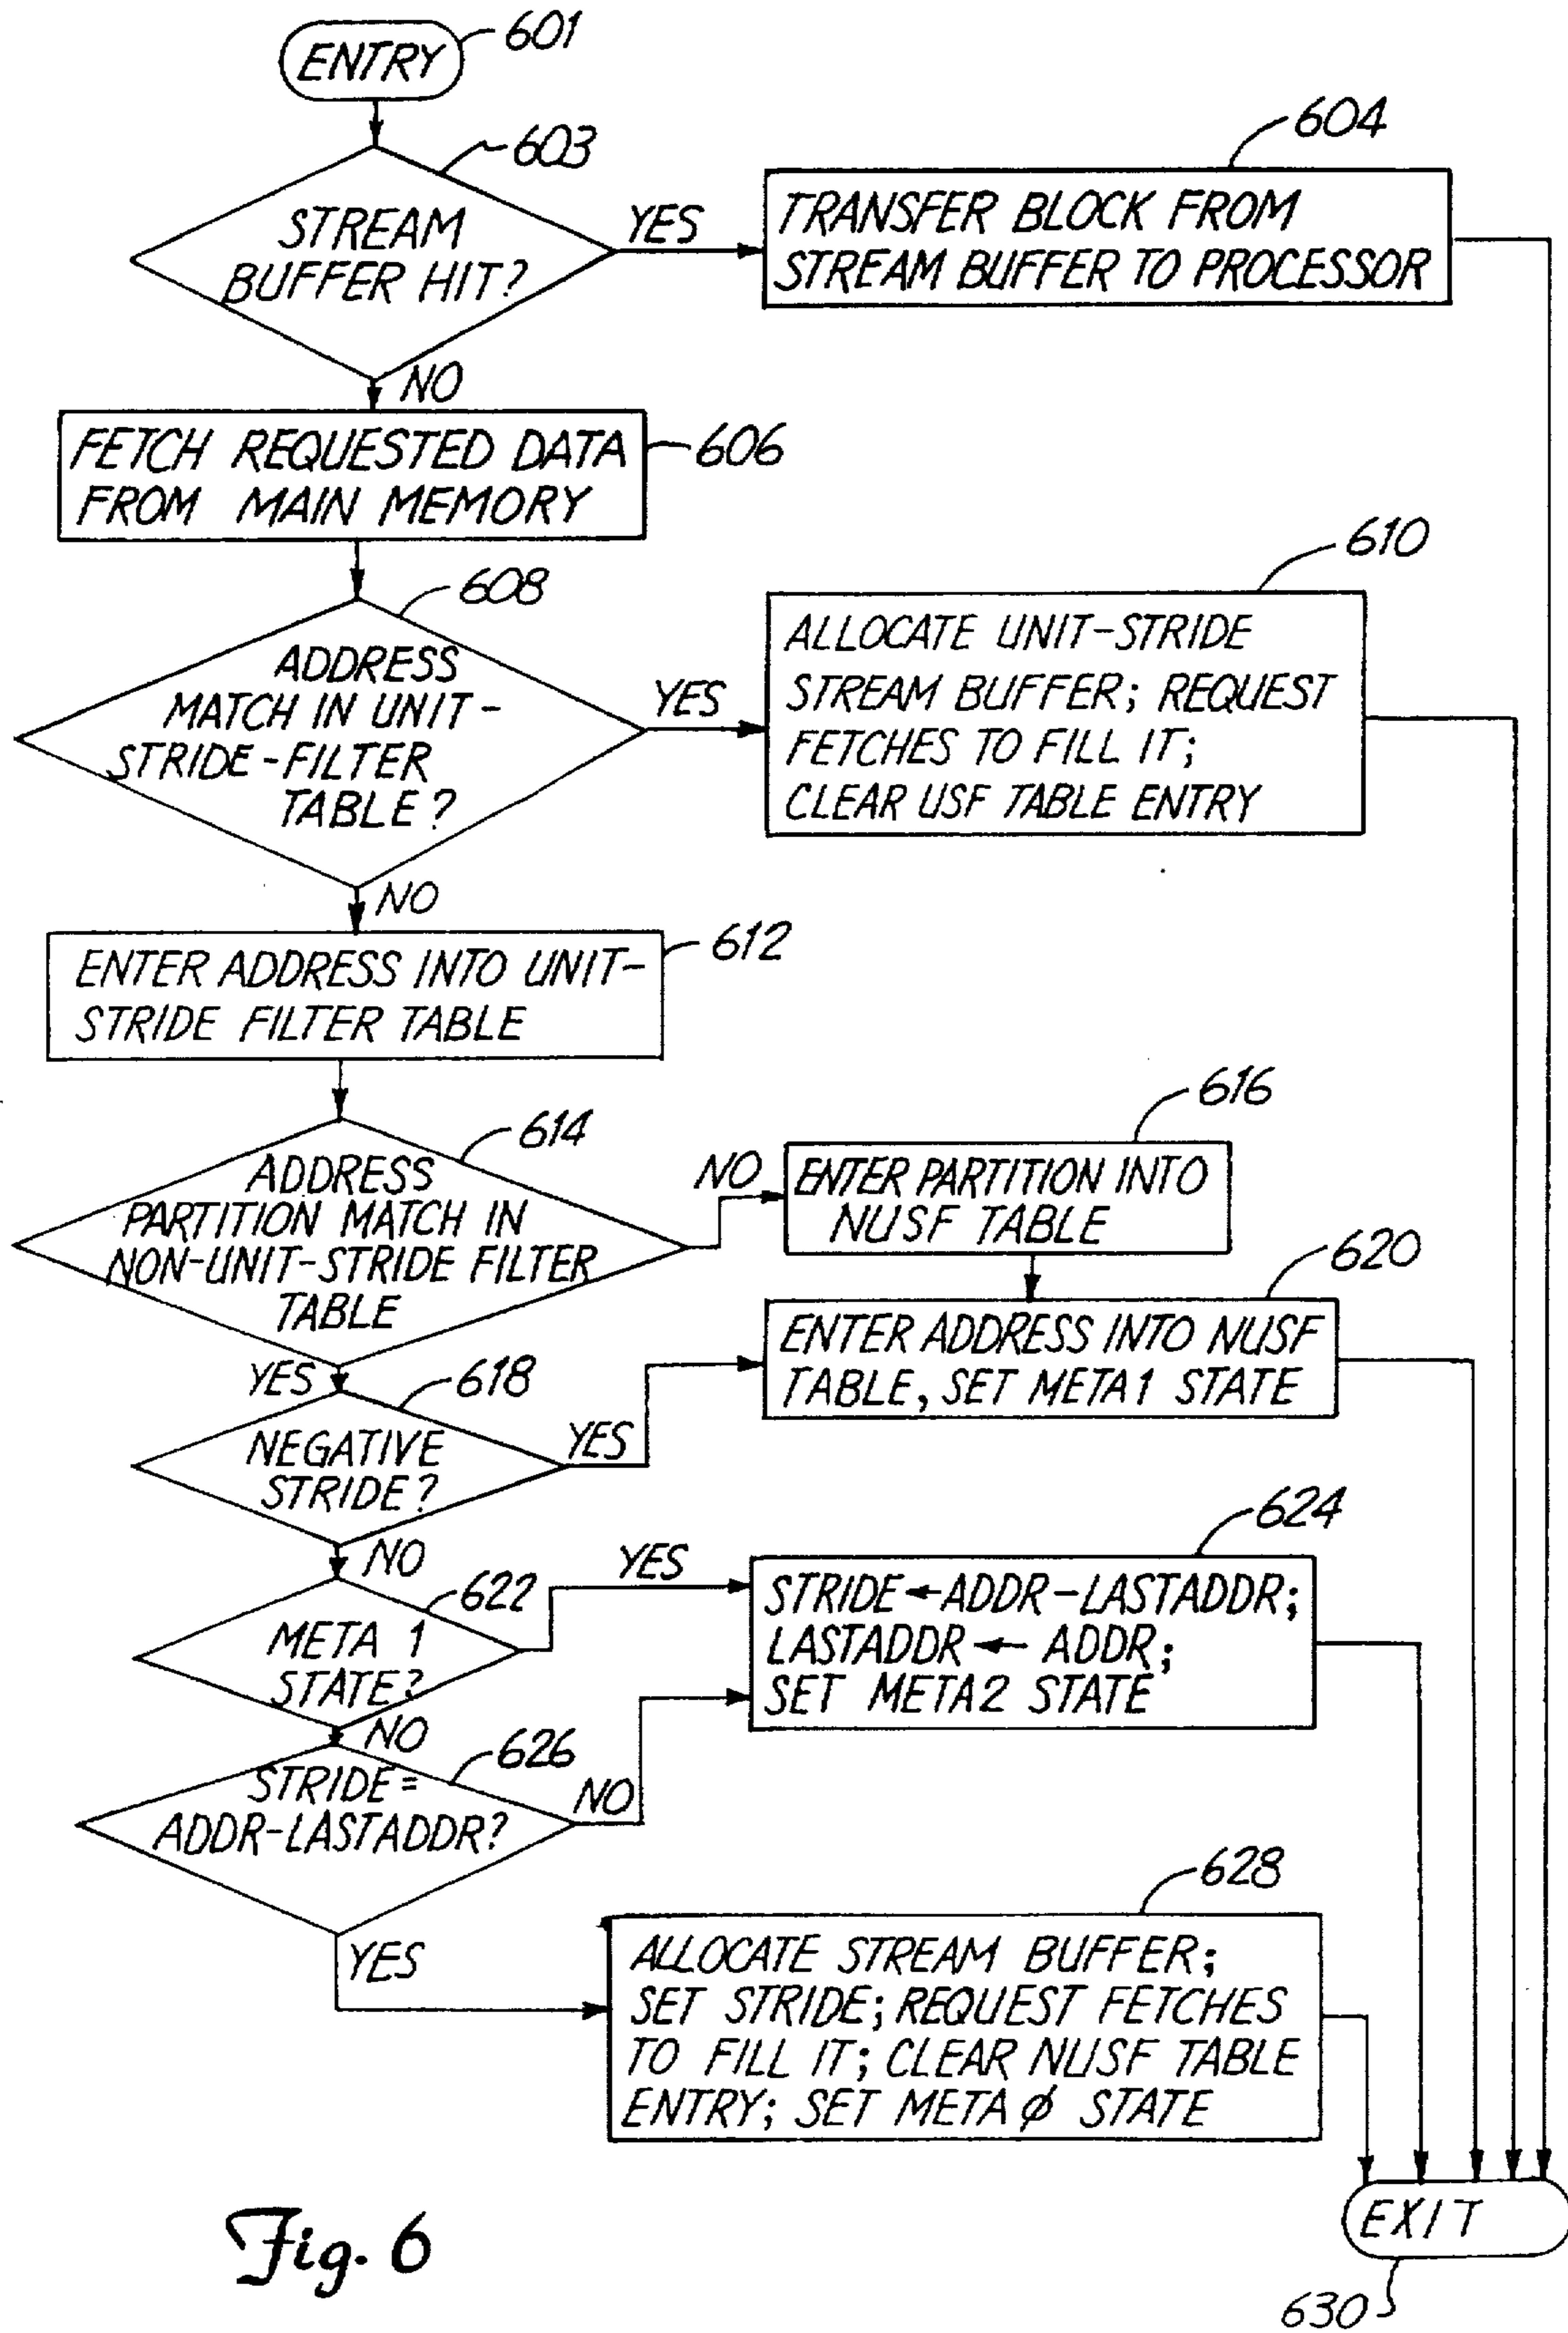 ENTRY
601
603
STREAM
BUFFER HIT?
YES
604
TRANSFER BLOCK FROM
STREAM BUFFER TO PROCESSOR
NO
FETCH REQUESTED DATA
FROM MAIN MEMORY
606
608
ADDRESS
MATCH IN UNIT-
STRIDE-FILTER
TABLE?
YES
610
ALLOCATE UNIT-STRIDE
STREAM BUFFER; REQUEST
FETCHES TO FILL IT;
CLEAR USF TABLE ENTRY
NO
612
ENTER ADDRESS INTO UNIT-
STRIDE FILTER TABLE
614
ADDRESS
PARTITION MATCH IN
NON-UNIT-STRIDE FILTER
TABLE
NO
616
ENTER PARTITION INTO
NUSF TABLE
620
ENTER ADDRESS INTO NUSF
TABLE, SET META1 STATE
YES
618
NEGATIVE
STRIDE?
YES
NO
622
META 1
STATE?
YES
624
STRIDE←ADDR-LASTADDR;
LASTADDR← ADDR;
SET META2 STATE
NO
626
STRIDE=
ADDR-LASTADDR?
NO
YES
628
ALLOCATE STREAM BUFFER;
SET STRIDE; REQUEST FETCHES
TO FILL IT; CLEAR NUSF TABLE
ENTRY; SET META ϕ STATE
EXIT
630
Fig. 6